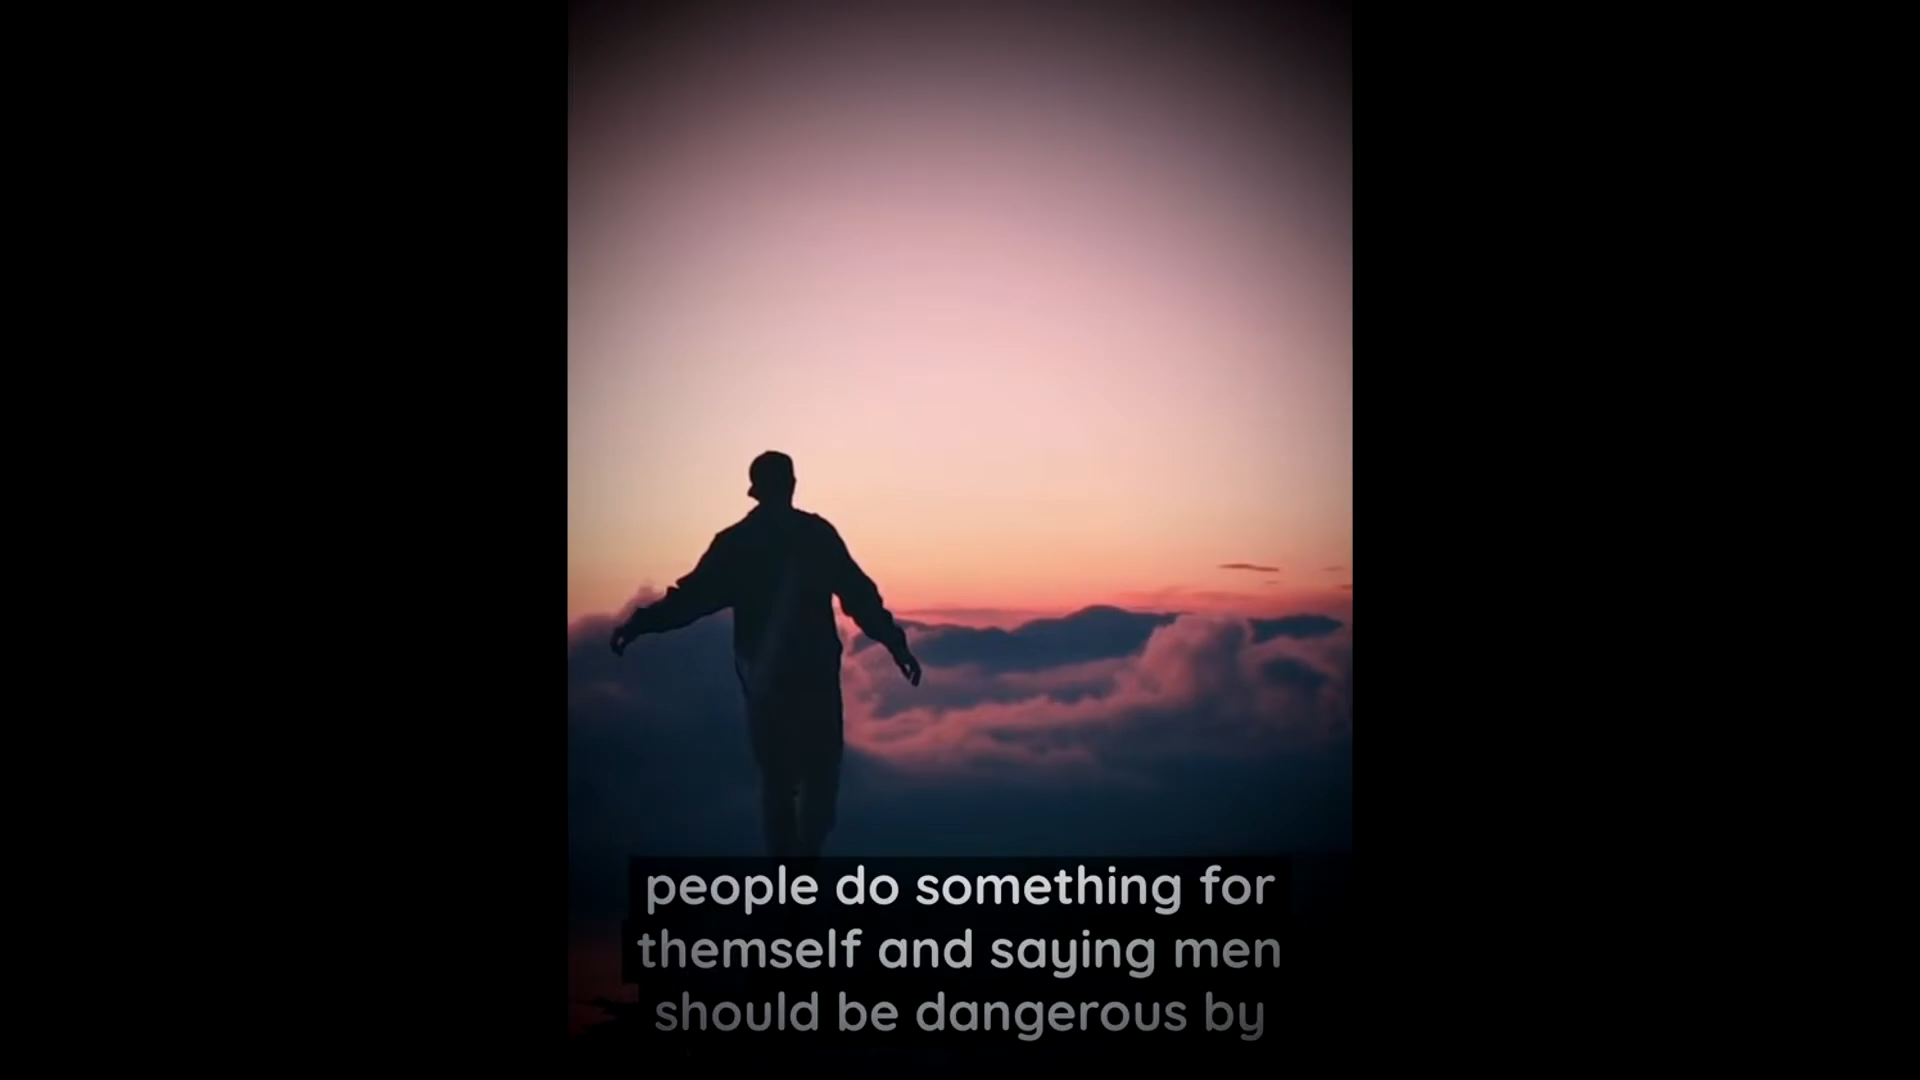 people do something for
themself and saying men
should be dangerous by